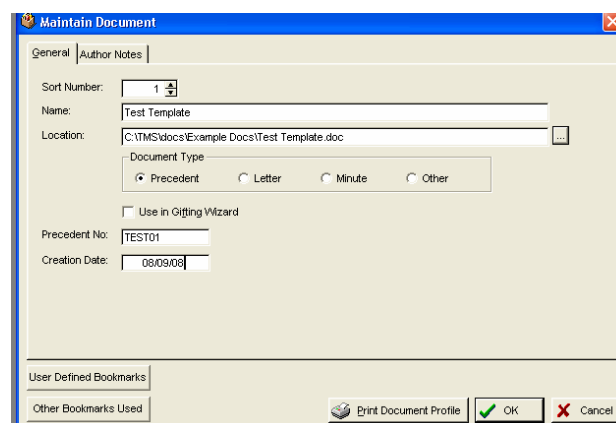 Maintain Document
General Author Notes
Sort Number: 1
Name: Test Template
Location: C:\TMS\docs\Example Docs\Test Template.doc ...
Document Type
Precedent Letter Minute Other
Use in Gifting Wizard
Precedent No: TEST01
Creation Date: 08/09/08
User Defined Bookmarks
Other Bookmarks Used Print Document Profile OK Cancel